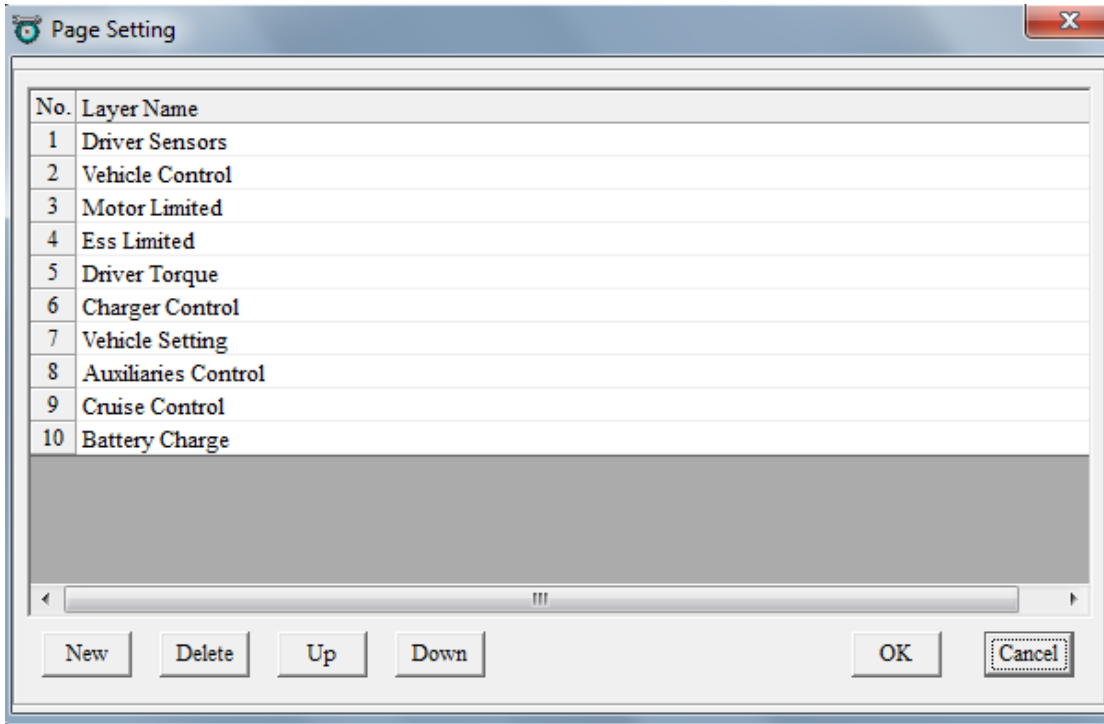 Page Setting
No. Layer Name
1 Driver Sensors
2 Vehicle Control
3 Motor Limited
4 Ess Limited
5 Driver Torque
6 Charger Control
7 Vehicle Setting
8 Auxiliaries Control
9 Cruise Control
10 Battery Charge
New Delete Up Down OK Cancel